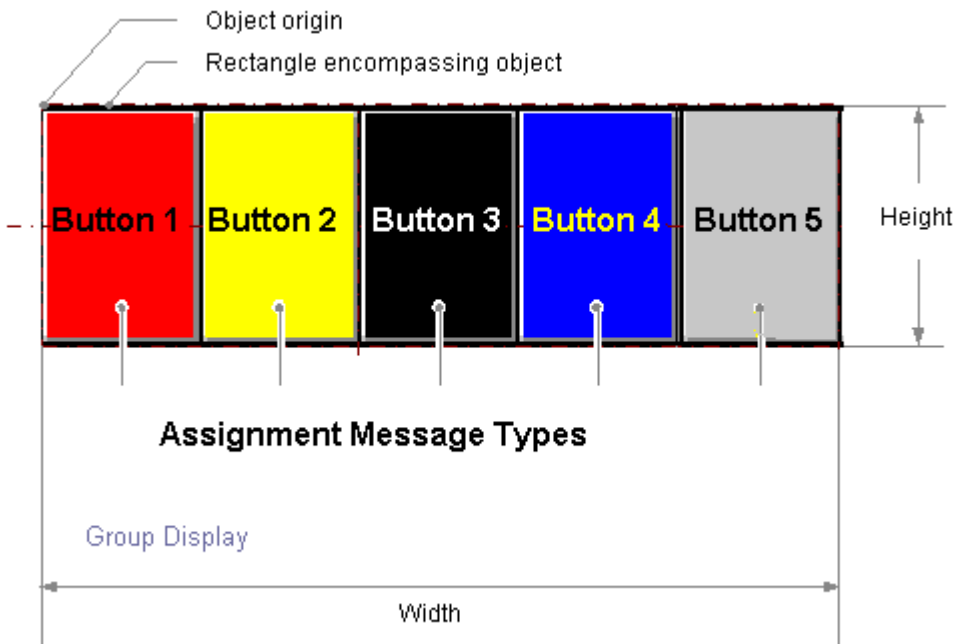 Object origin
Rectangle encompassing object
Button 1 Button 2 Button 3 Button 4 Button 5
Height
Assignment Message Types
Group Display
Width